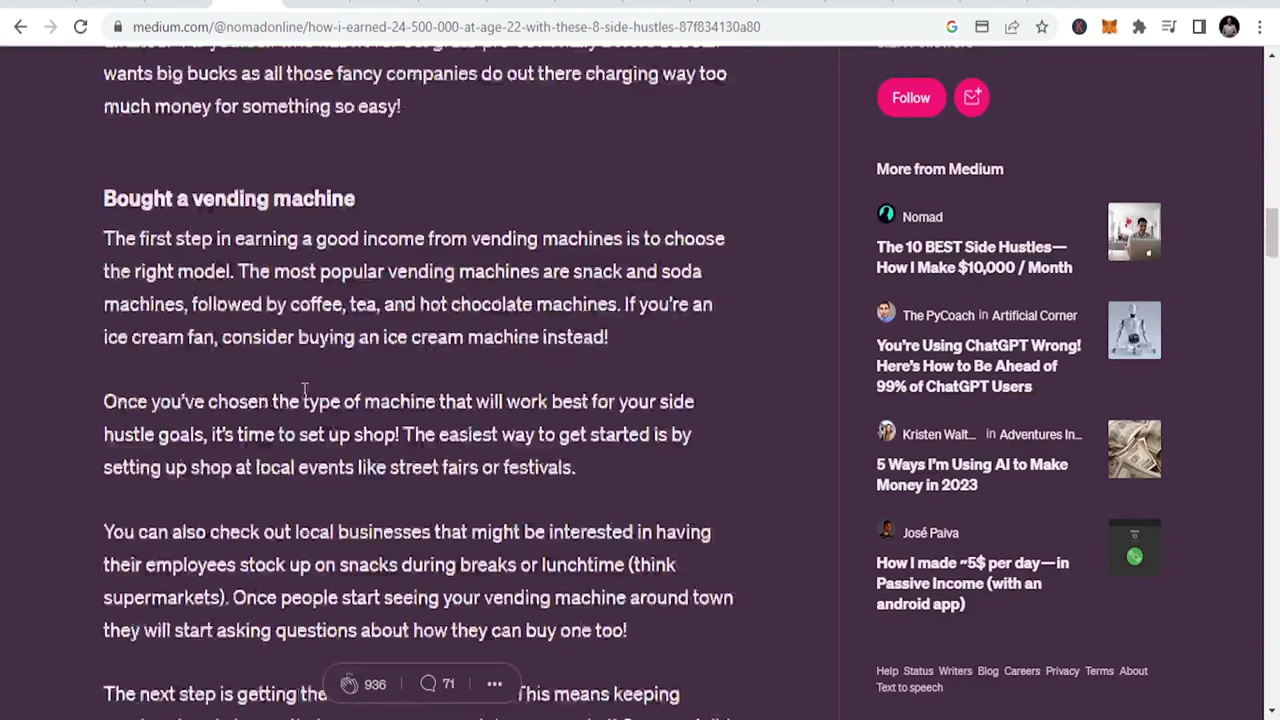 medium.com/@nomadonline/how-i-earned-24-500-000-at-age-22-with-these-8-side-hustles-87f834130a80
wants big bucks as all those fancy companies do out there charging way too
much money for something so easy!
Bought a vending machine
The first step in earning a good income from vending machines is to choose
the right model. The most popular vending machines are snack and soda
machines, followed by coffee, tea, and hot chocolate machines. If you're an
ice cream fan, consider buying an ice cream machine instead!
Once you've chosen the type of machine that will work best for your side
hustle goals, it's time to set up shop! The easiest way to get started is by
setting up shop at local events like street fairs or festivals.
You can also check out local businesses that might be interested in having
their employees stock up on snacks during breaks or lunchtime (think
supermarkets). Once people start seeing your vending machine around town
they will start asking questions about how they can buy one too!
936
71
The next step is getting the
This means keeping
Follow
More from Medium
Nomad
The 10 BEST Side Hustles—
How I Make $10,000 / Month
The PyCoach in Artificial Corner
You're Using ChatGPT Wrong!
Here's How to Be Ahead of
99% of ChatGPT Users
Kristen Walt... in Adventures In...
5 Ways I'm Using AI to Make
Money in 2023
José Paiva
How I made ~5$ per day—in
Passive Income (with an
android app)
Help Status Writers Blog Careers Privacy Terms About
Text to speech